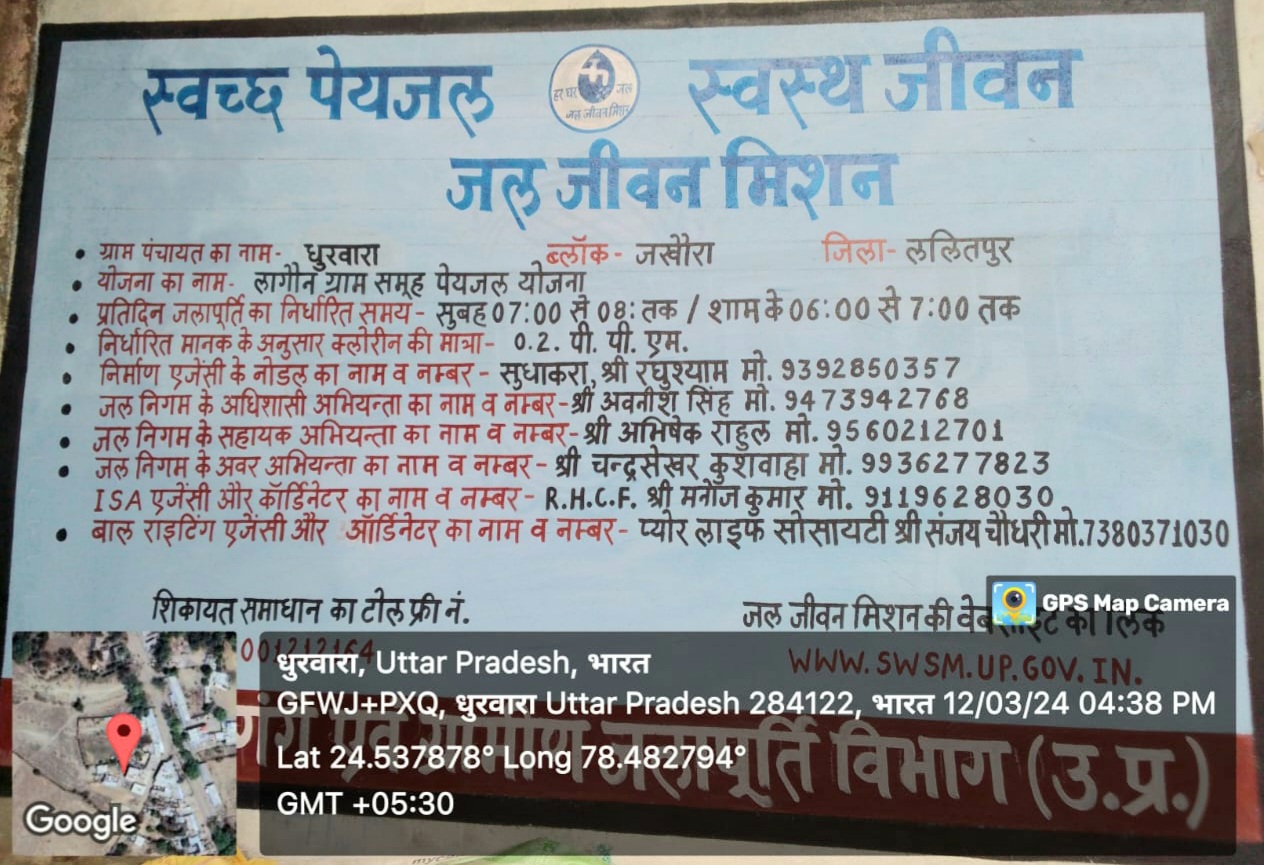 स्वच्छ पेयजल स्वस्थ जीवन
हर घर जल
जल जीवन मिशन
जल जीवन मिशन
• ग्राम पंचायत का नाम- धुरवारा ब्लॉक - जखौरा जिला- ललितपुर
• योजना का नाम- लागौन ग्राम समूह पेयजल योजना
• प्रतिदिन जलापूर्ति का निर्धारित समय- सुबह 07:00 से 08: तक / शाम के 06:00 से 7:00 तक
• निर्धारित मानक के अनुसार क्लोरीन की मात्रा- 0.2. पी. पी. एम.
• निर्माण एजेंसी के नोडल का नाम व नम्बर - सुधाकरा, श्री रघुश्याम मो. 9392850357
• जल निगम के अधिशासी अभियन्ता का नाम व नम्बर-श्री अवनीश सिंह मो. 9473942768
• जल निगम के सहायक अभियन्ता का नाम व नम्बर-श्री अभिषेक राहुल मो. 9560212701
• जल निगम के अवर अभियन्ता का नाम व नम्बर - श्री चन्द्रसेखर कुशवाहा मो. 9936277823
ISA एजेंसी और कॉर्डिनेटर का नाम व नम्बर- R.H.C.F. श्री मनोज कुमार मो. 9119628030
• बाल राइटिंग एजेंसी और ऑर्डिनेटर का नाम व नम्बर- प्योर लाइफ सोसायटी श्री संजय चौधरी मो.7380371030
शिकायत समाधान का टोल फ्री नं.
जल जीवन मिशन की वेबसाइट का लिंक
WWW.SWSM.UP.GOV.IN.
एवं ग्रामीण जलापूर्ति विभाग (उ.प्र.)
GPS Map Camera
धुरवारा, Uttar Pradesh, भारत
GFWJ+PXQ, धुरवारा Uttar Pradesh 284122, भारत 12/03/24 04:38 PM
Lat 24.537878° Long 78.482794°
GMT +05:30
Google